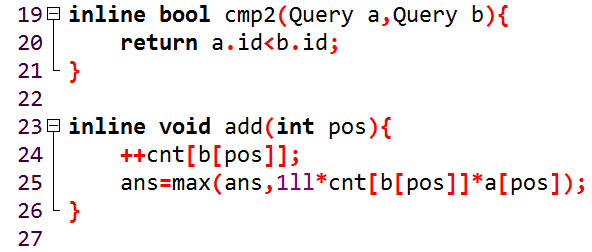 19 inline bool cmp2(Query a,Query b){
20     return a.id<b.id;
21 }
22
23 inline void add(int pos){
24     ++cnt[b[pos]];
25     ans=max(ans,1ll*cnt[b[pos]]*a[pos]);
26 }
27